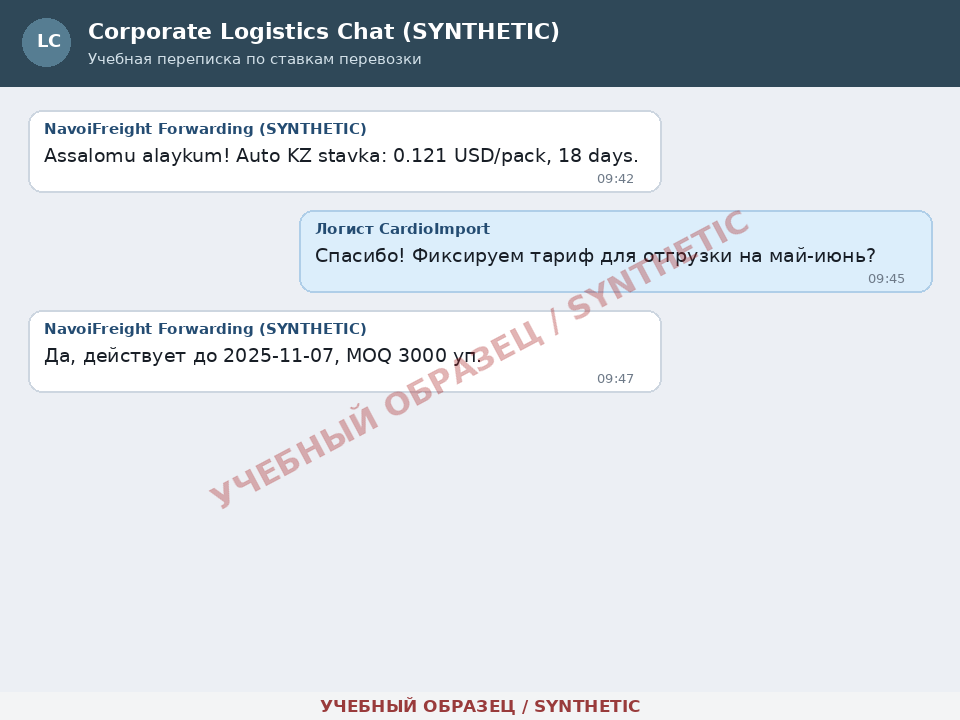 LC
Corporate Logistics Chat (SYNTHETIC)
Учебная переписка по ставкам перевозки
NavoiFreight Forwarding (SYNTHETIC)
Assalomu alaykum! Auto KZ stavka: 0.121 USD/pack, 18 days.
09:42
Логист CardioImport
Спасибо! Фиксируем тариф для отгрузки на май-июнь?
09:45
NavoiFreight Forwarding (SYNTHETIC)
Да, действует до 2025-11-07, MOQ 3000 уп.
09:47
УЧЕБНЫЙ ОБРАЗЕЦ / SYNTHETIC
УЧЕБНЫЙ ОБРАЗЕЦ / SYNTHETIC